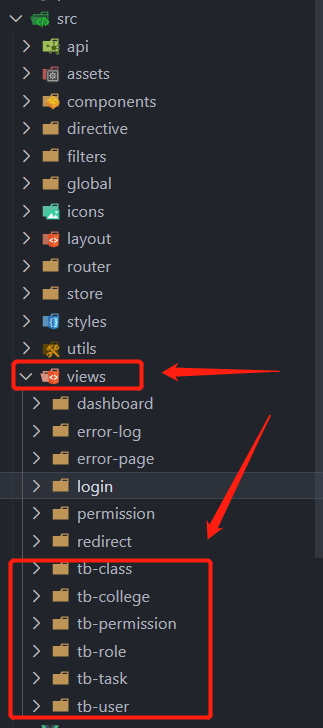 src
api
assets
components
directive
filters
global
icons
layout
router
store
styles
utils
views
dashboard
error-log
error-page
login
permission
redirect
tb-class
tb-college
tb-permission
tb-role
tb-task
tb-user